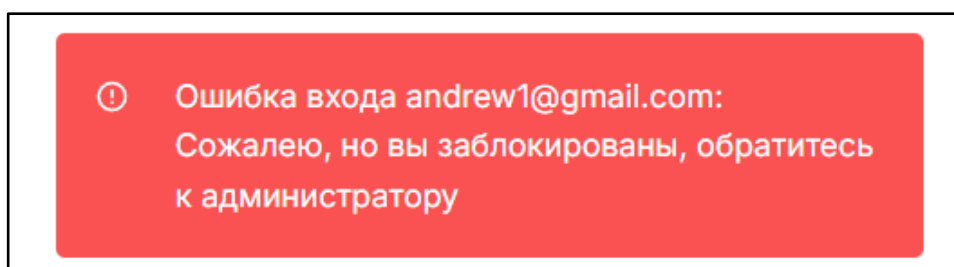 Ошибка входа andrew1@gmail.com:
Сожалею, но вы заблокированы, обратитесь
к администратору